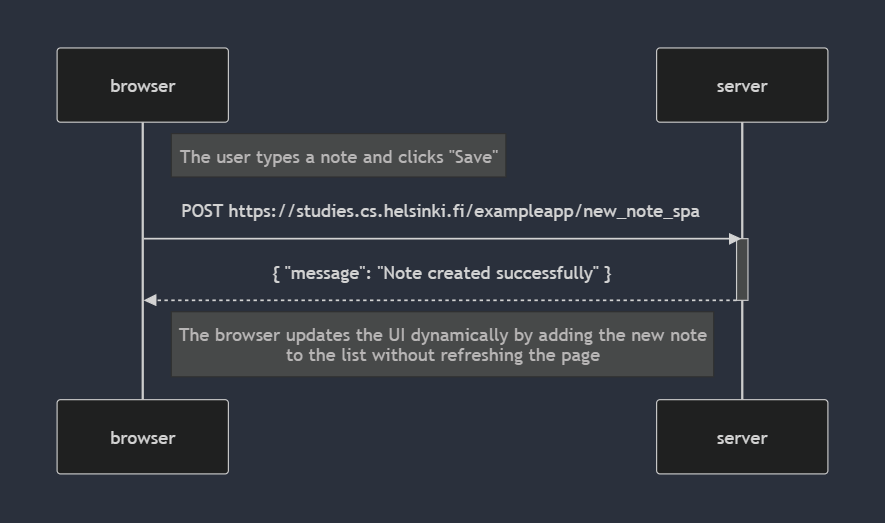 browser
server
The user types a note and clicks "Save"
POST https://studies.cs.helsinki.fi/exampleapp/new_note_spa
{ "message": "Note created successfully" }
The browser updates the UI dynamically by adding the new note
to the list without refreshing the page
browser
server